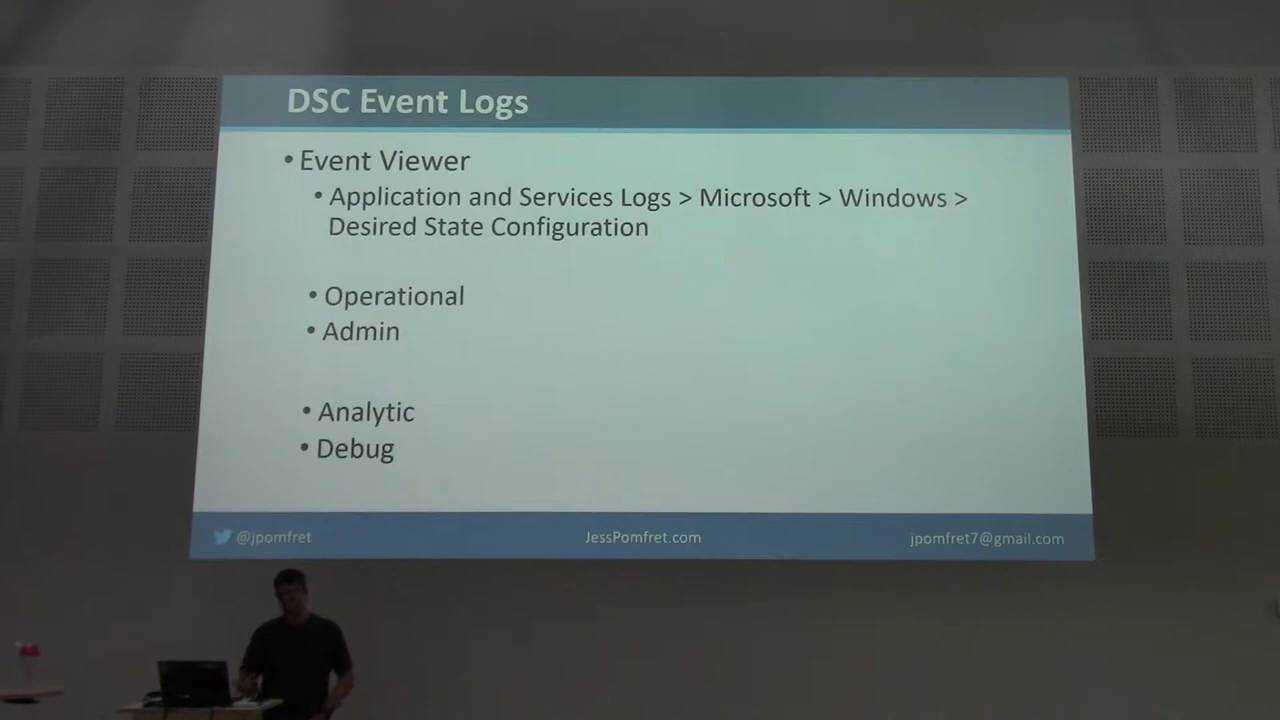 DSC Event Logs
• Event Viewer
• Application and Services Logs > Microsoft > Windows >
Desired State Configuration
• Operational
• Admin
• Analytic
• Debug
@jpomfret JessPomfret.com jpomfret7@gmail.com